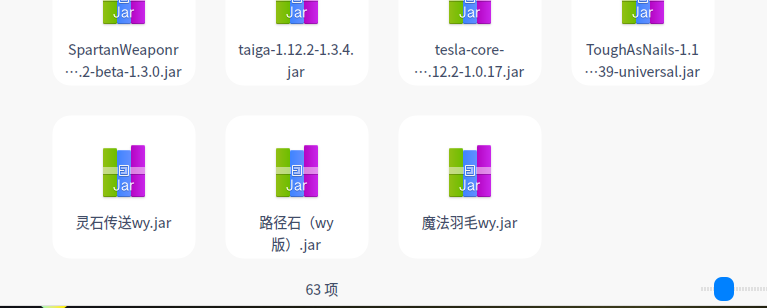 Jar Jar Jar Jar
SpartanWeaponr taiga-1.12.2-1.3.4. tesla-core- ToughAsNails-1.1
….2-beta-1.3.0.jar jar ….12.2-1.0.17.jar …39-universal.jar
Jar Jar Jar
灵石传送wy.jar 路径石（wy 魔法羽毛wy.jar
版）.jar
63 项